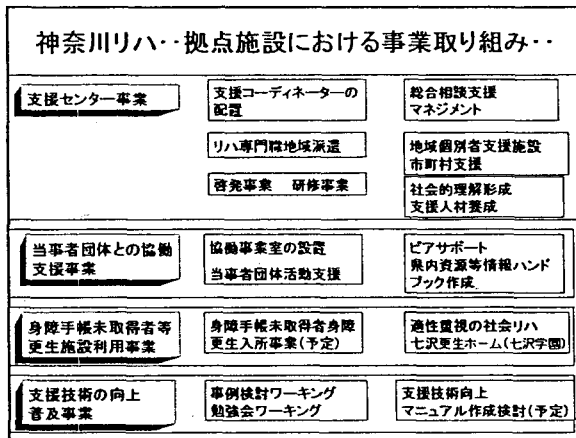 神奈川リハ‥拠点施設における事業取り組み‥
支援センター事業
支援コーディネーターの
配置
総合相談支援
マネジメント
リハ専門職地域派遣
地域個別者支援施設
市町村支援
啓発事業 研修事業
社会的理解形成
支援人材養成
当事者団体との協働
支援事業
協働事業室の設置
当事者団体活動支援
ピアサポート
県内資源等情報ハンド
ブック作成
身障手帳未取得者等
更生施設利用事業
身障手帳未取得者身障
更生入所事業(予定)
適性重視の社会リハ
七沢更生ホーム(七沢学園)
支援技術の向上
普及事業
事例検討ワーキング
勉強会ワーキング
支援技術向上
マニュアル作成検討(予定)